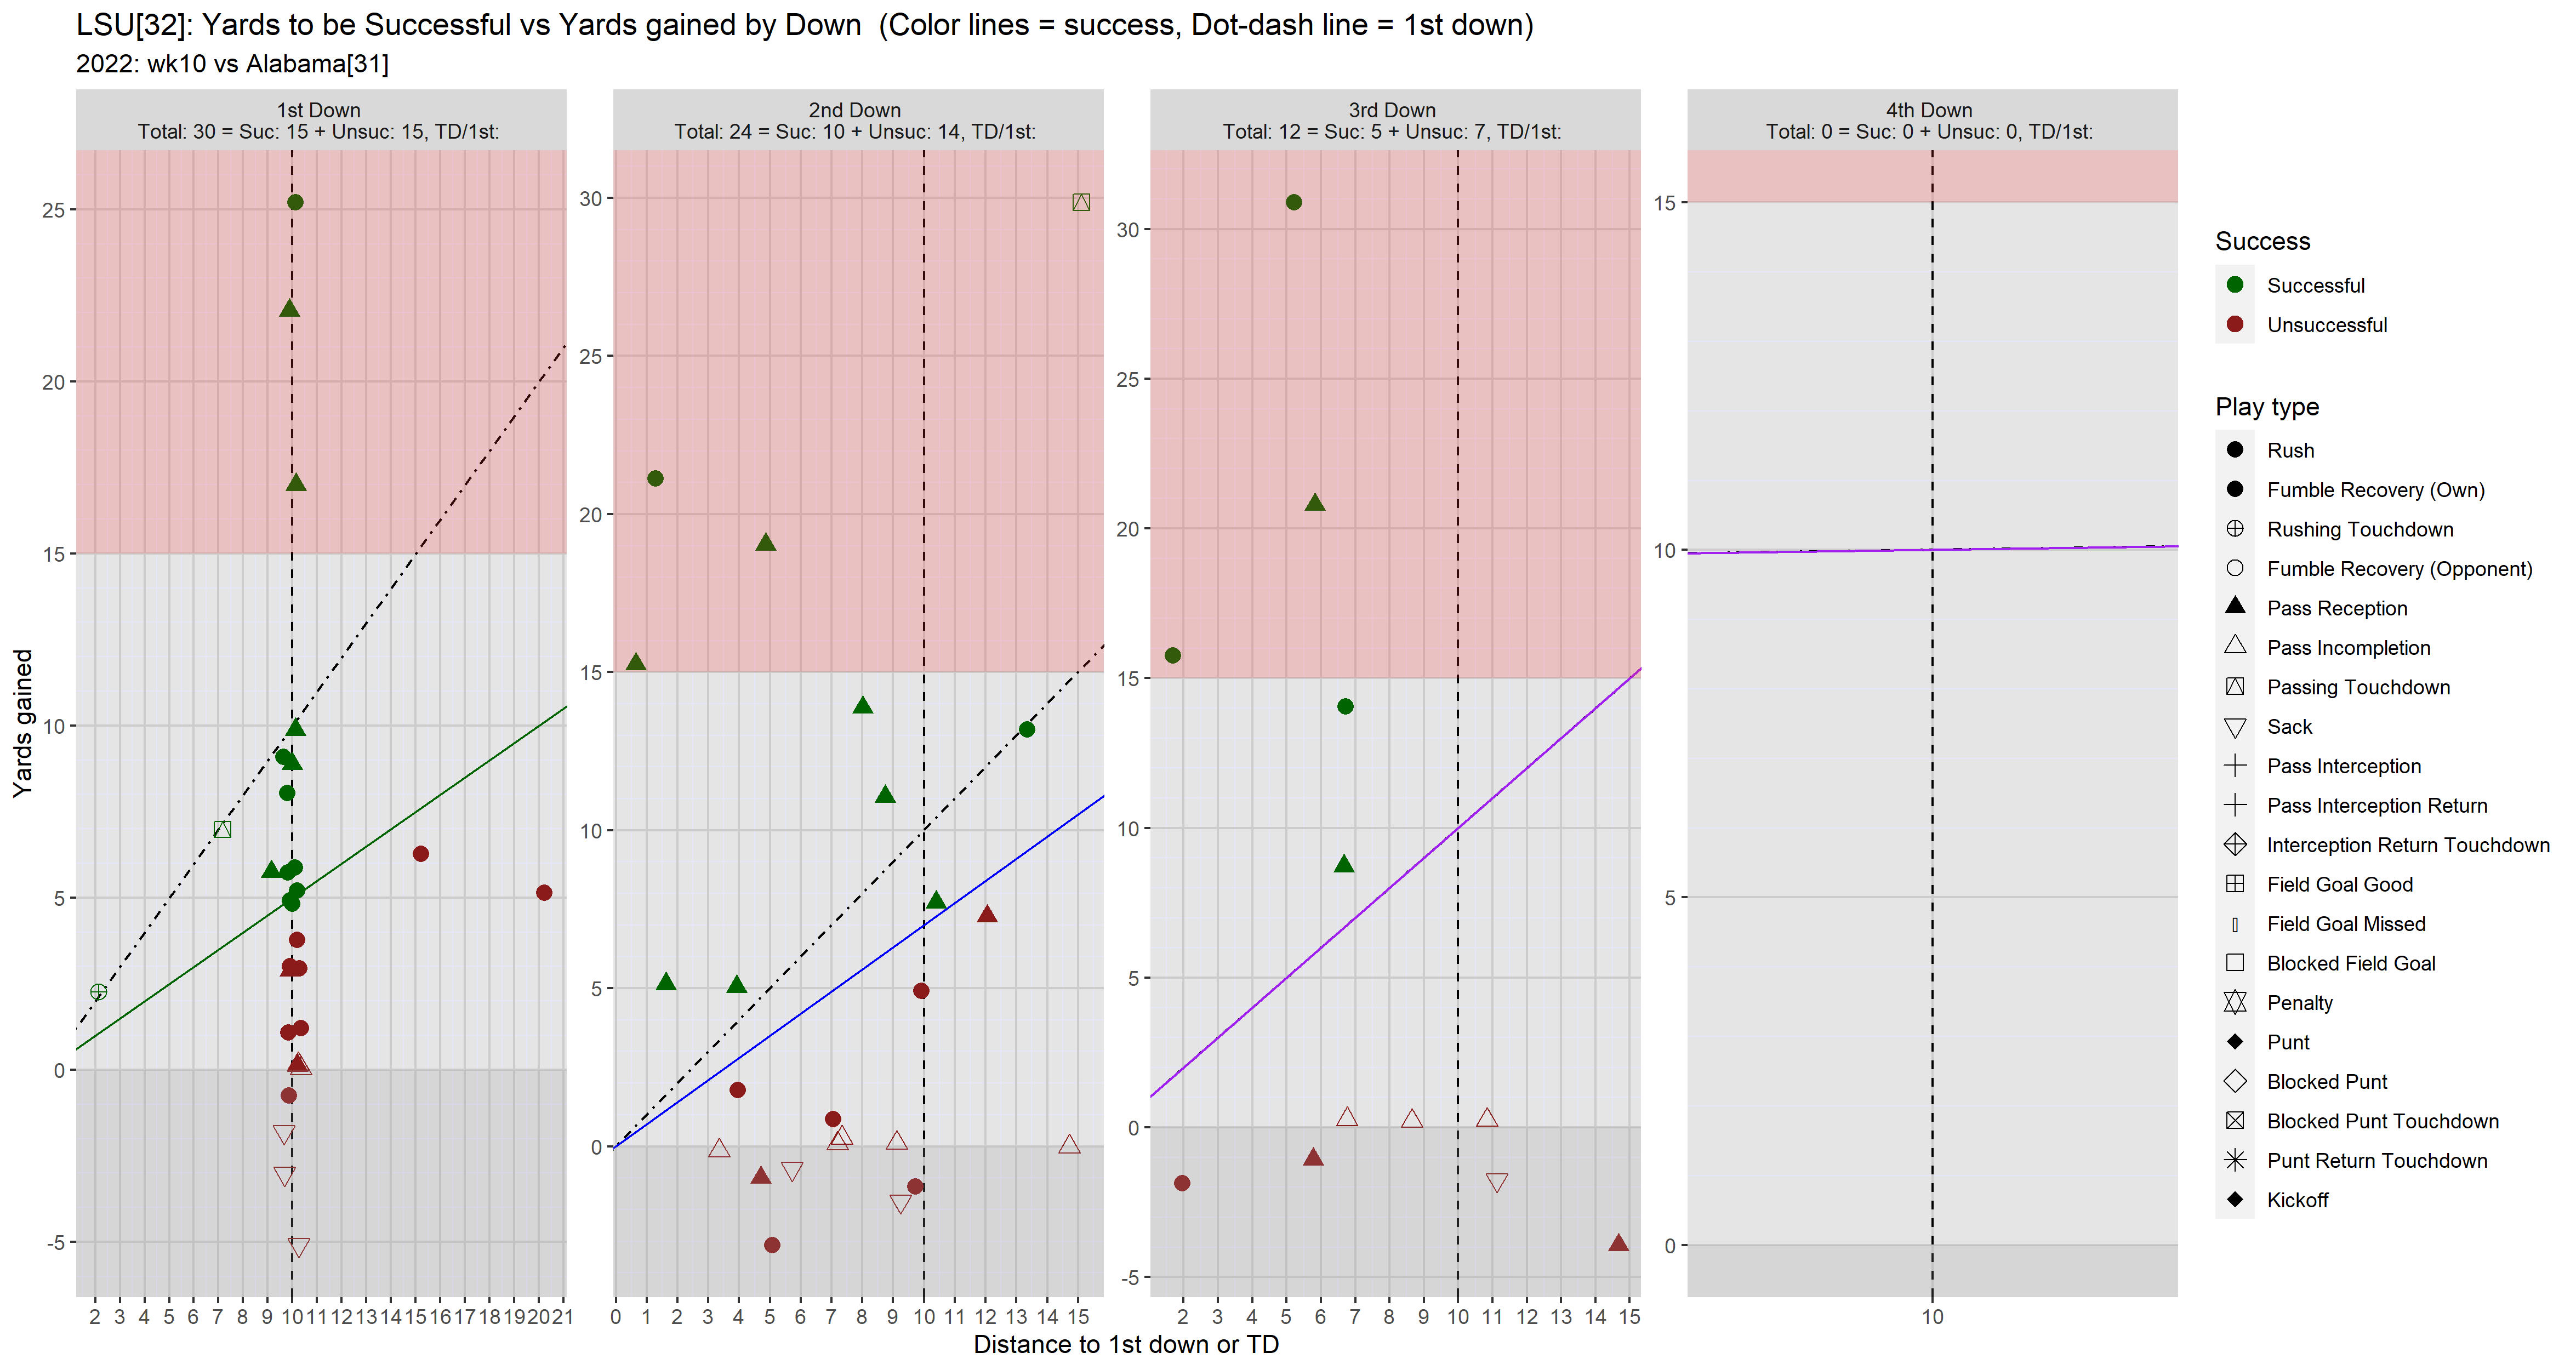 LSU[32]: Yards to be Successful vs Yards gained by Down  (Color lines = success, Dot-dash line = 1st down)
2022: wk10 vs Alabama[31]
1st Down
Total: 30 = Suc: 15 + Unsuc: 15, TD/1st:
2nd Down
Total: 24 = Suc: 10 + Unsuc: 14, TD/1st:
3rd Down
Total: 12 = Suc: 5 + Unsuc: 7, TD/1st:
4th Down
Total: 0 = Suc: 0 + Unsuc: 0, TD/1st:
Yards gained
25
20
15
10
5
0
-5
2 3 4 5 6 7 8 9 10 11 12 13 14 15 16 17 18 19 20 21
30
25
20
15
10
5
0
0 1 2 3 4 5 6 7 8 9 10 11 12 13 14 15
30
25
20
15
10
5
0
-5
2 3 4 5 6 7 8 9 10 11 12 13 14 15
15
10
5
0
10
Distance to 1st down or TD
Success
Successful
Unsuccessful
Play type
Rush
Fumble Recovery (Own)
Rushing Touchdown
Fumble Recovery (Opponent)
Pass Reception
Pass Incompletion
Passing Touchdown
Sack
Pass Interception
Pass Interception Return
Interception Return Touchdown
Field Goal Good
Field Goal Missed
Blocked Field Goal
Penalty
Punt
Blocked Punt
Blocked Punt Touchdown
Punt Return Touchdown
Kickoff